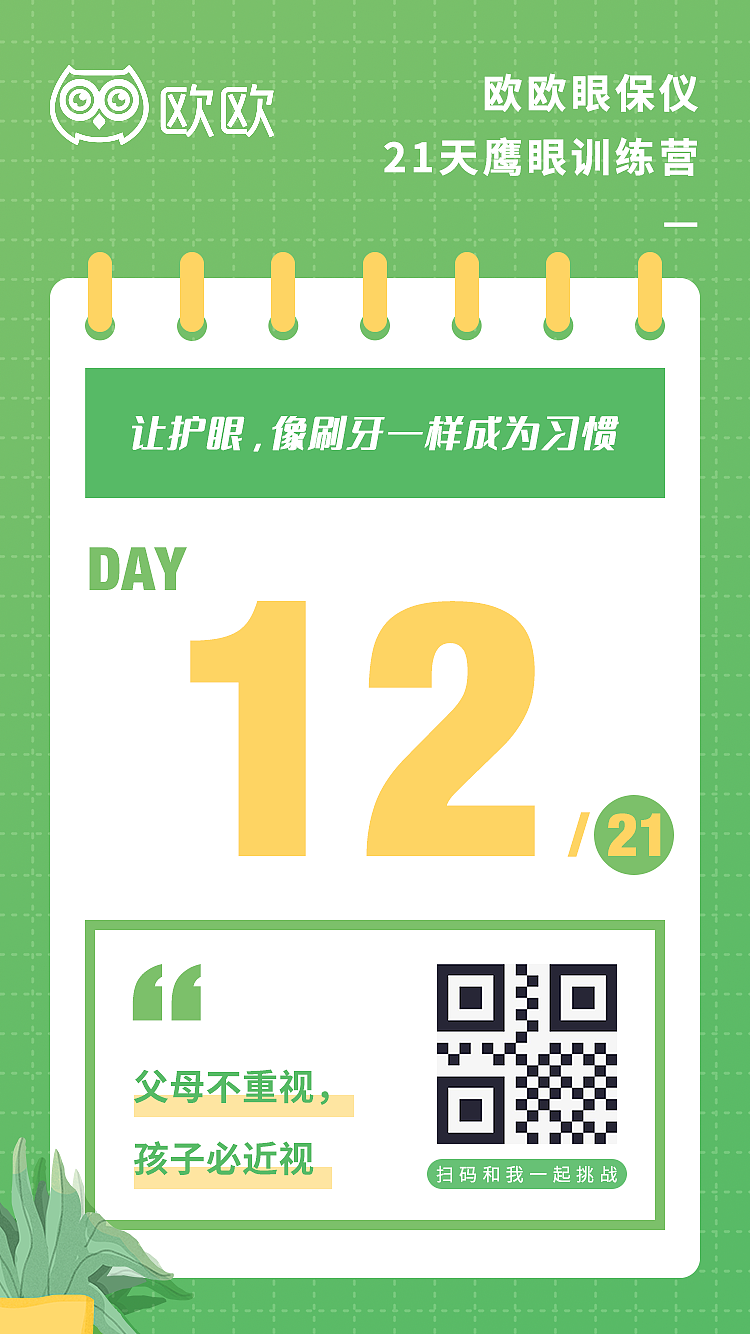 欧欧
欧欧眼保仪
21天鹰眼训练营
让护眼,像刷牙一样成为习惯
DAY
12
/ 21
“
父母不重视，
孩子必近视
扫码和我一起挑战